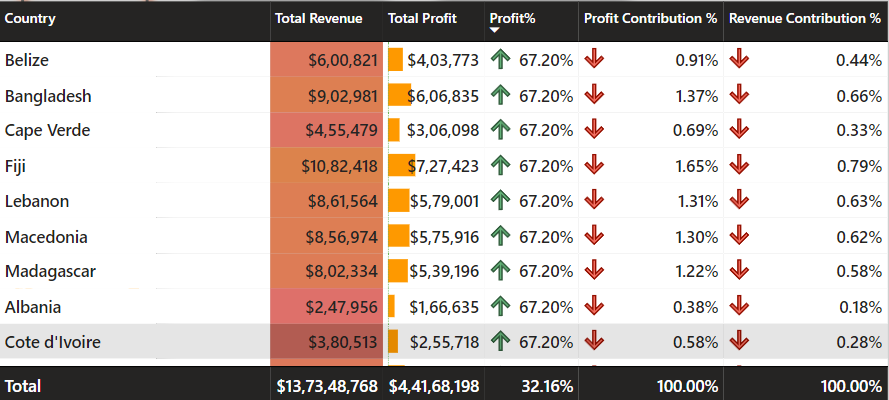 Country Total Revenue Total Profit Profit% Profit Contribution % Revenue Contribution %
Belize $6,00,821 $4,03,773 67.20% 0.91% 0.44%
Bangladesh $9,02,981 $6,06,835 67.20% 1.37% 0.66%
Cape Verde $4,55,479 $3,06,098 67.20% 0.69% 0.33%
Fiji $10,82,418 $7,27,423 67.20% 1.65% 0.79%
Lebanon $8,61,564 $5,79,001 67.20% 1.31% 0.63%
Macedonia $8,56,974 $5,75,916 67.20% 1.30% 0.62%
Madagascar $8,02,334 $5,39,196 67.20% 1.22% 0.58%
Albania $2,47,956 $1,66,635 67.20% 0.38% 0.18%
Cote d'Ivoire $3,80,513 $2,55,718 67.20% 0.58% 0.28%
Total $13,73,48,768 $4,41,68,198 32.16% 100.00% 100.00%